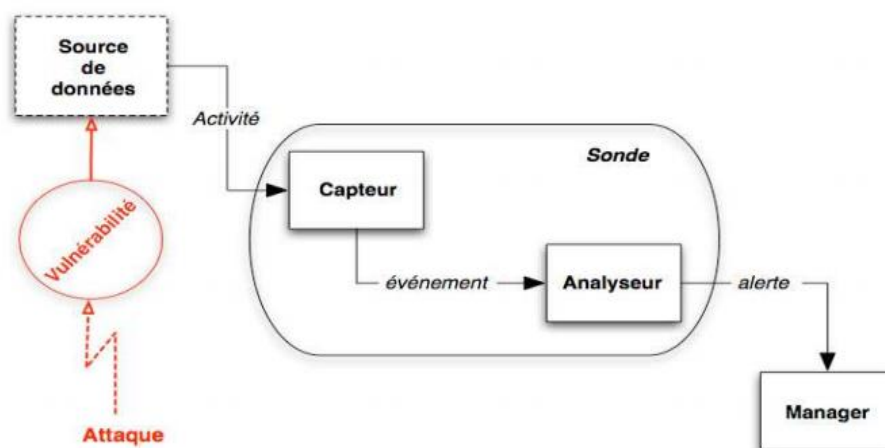 Source
de
données
Activité
Sonde
Capteur
Vulnérabilité
événement
Analyseur
alerte
Manager
Attaque